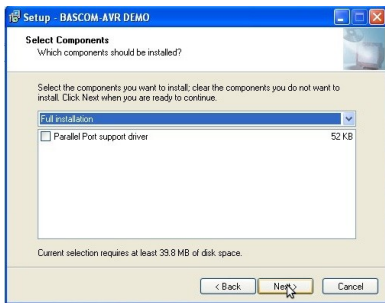 Setup - BASCOM-AVR DEMO
Select Components
Which components should be installed?
Select the components you want to install; clear the components you do not want to
install. Click Next when you are ready to continue.
Full installation
Parallel Port support driver 52 KB
Current selection requires at least 39.8 MB of disk space.
< Back Next > Cancel